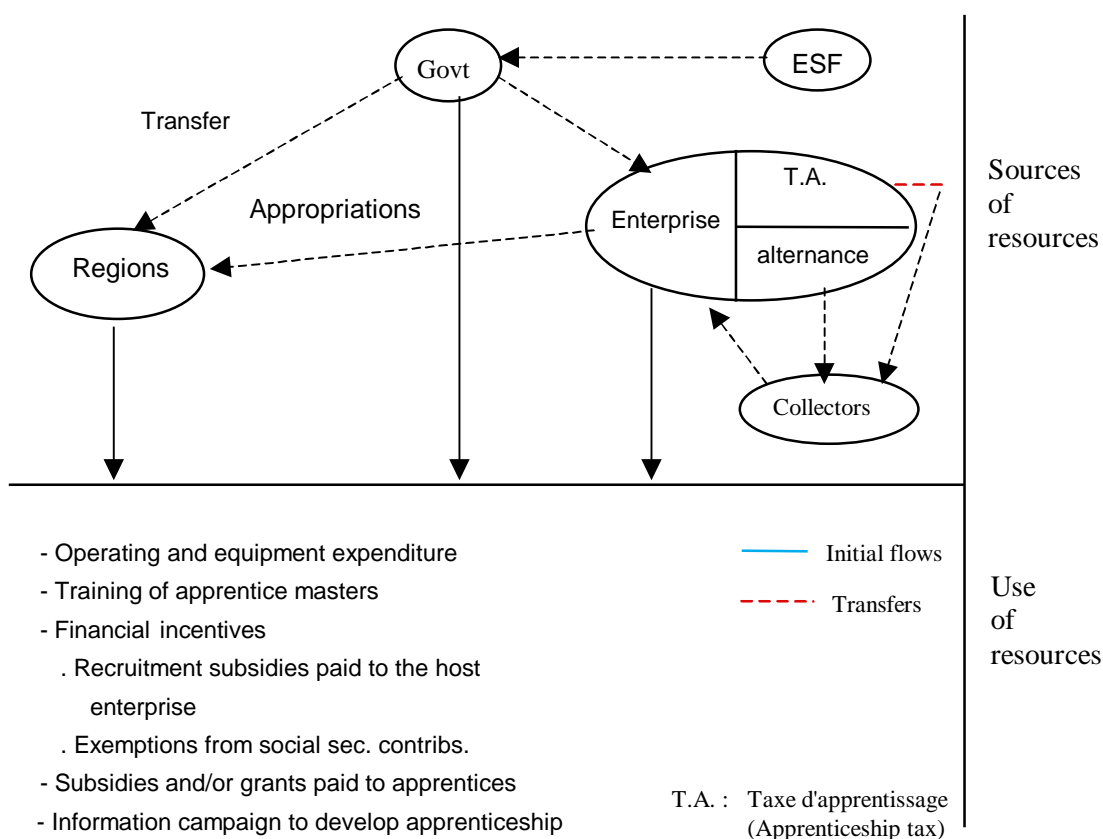 Govt
ESF
Transfer
T.A.
Sources
of
resources
Appropriations
Enterprise
alternance
Regions
Collectors
- Operating and equipment expenditure
- Training of apprentice masters
- Financial incentives
. Recruitment subsidies paid to the host
enterprise
. Exemptions from social sec. contribs.
- Subsidies and/or grants paid to apprentices
- Information campaign to develop apprenticeship
Initial flows
Transfers
Use
of
resources
T.A. : Taxe d'apprentissage
(Apprenticeship tax)